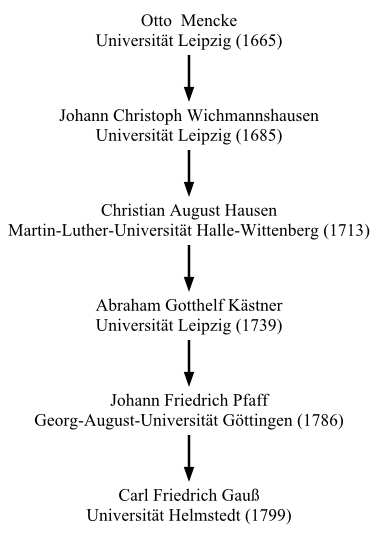 Otto Mencke
Universität Leipzig (1665)
Johann Christoph Wichmannshausen
Universität Leipzig (1685)
Christian August Hausen
Martin-Luther-Universität Halle-Wittenberg (1713)
Abraham Gotthelf Kästner
Universität Leipzig (1739)
Johann Friedrich Pfaff
Georg-August-Universität Göttingen (1786)
Carl Friedrich Gauß
Universität Helmstedt (1799)